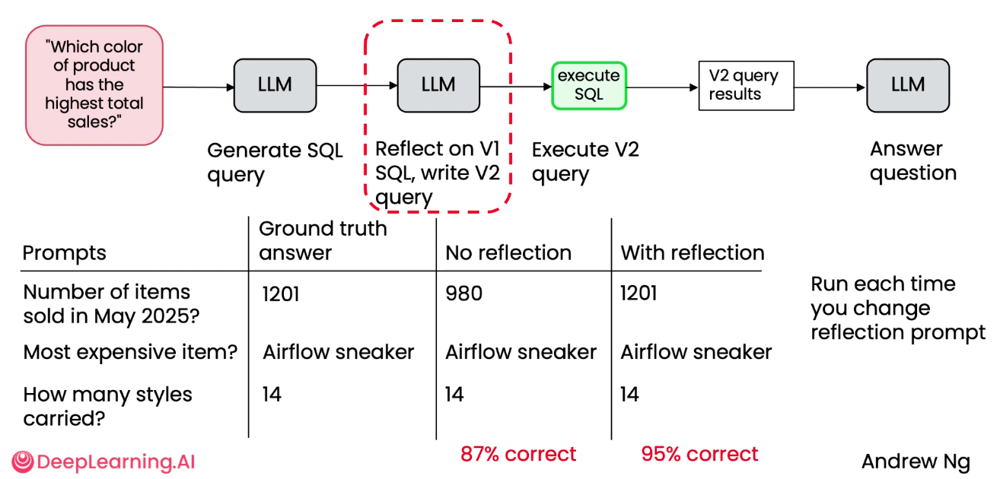 "Which color
of product
has the
highest total
sales?"
LLM
LLM
execute
SQL
V2 query
results
LLM
Generate SQL
query
Reflect on V1
SQL, write V2
query
Execute V2
query
Answer
question
Prompts
Ground truth
answer
No reflection
With reflection
Number of items
sold in May 2025?
1201
980
1201
Most expensive item?
Airflow sneaker
Airflow sneaker
Airflow sneaker
How many styles
carried?
14
14
14
87% correct
95% correct
Run each time
you change
reflection prompt
DeepLearning.AI
Andrew Ng